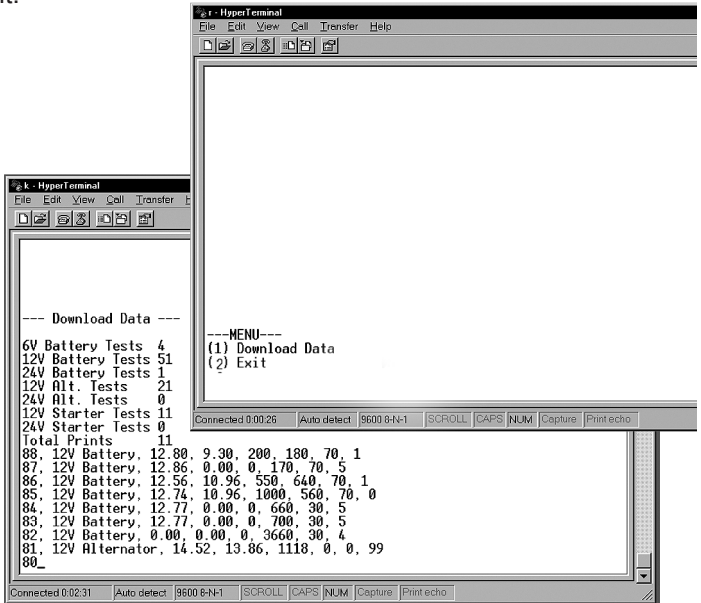 r - HyperTerminal
File Edit View Call Transfer Help
---MENU---
(1) Download Data
(2) Exit
Connected 0:00:26 Auto detect 9600 8-N-1 SCROLL CAPS NUM Capture Print echo
k - HyperTerminal
File Edit View Call Transfer
--- Download Data ---
6V Battery Tests 4
12V Battery Tests 51
24V Battery Tests 1
12V Alt. Tests 21
24V Alt. Tests 0
12V Starter Tests 11
24V Starter Tests 0
Total Prints 11
88, 12V Battery, 12.80, 9.30, 200, 180, 70, 1
87, 12V Battery, 12.86, 0.00, 0, 170, 70, 5
86, 12V Battery, 12.56, 10.96, 550, 640, 70, 1
85, 12V Battery, 12.74, 10.96, 1000, 560, 70, 0
84, 12V Battery, 12.77, 0.00, 0, 660, 30, 5
83, 12V Battery, 12.77, 0.00, 0, 700, 30, 5
82, 12V Battery, 0.00, 0.00, 0, 3660, 30, 4
81, 12V Alternator, 14.52, 13.86, 1118, 0, 0, 99
80_
Connected 0:02:31 Auto detect 9600 8-N-1 SCROLL CAPS NUM Capture Print echo